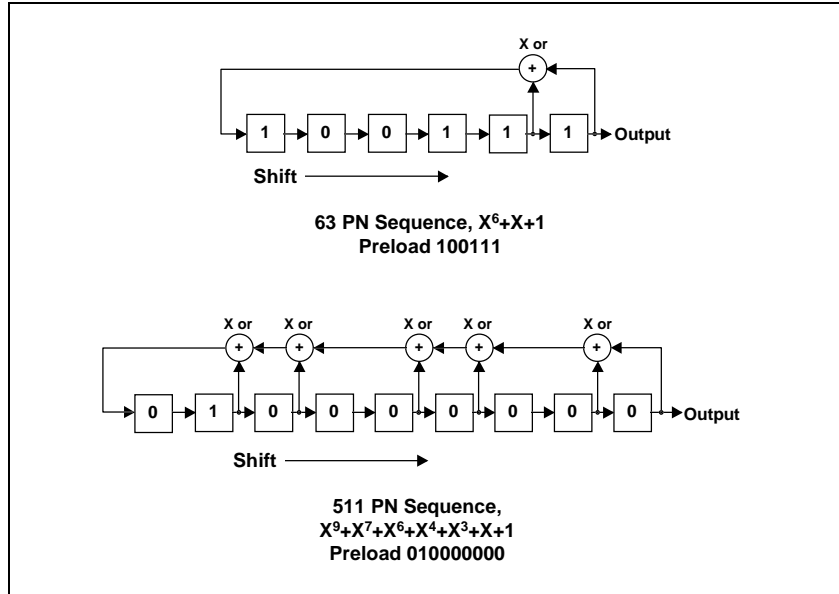 X or
+
1 0 0 1 1 1 Output
Shift
63 PN Sequence, X⁶+X+1
Preload 100111
X or X or X or X or X or
+ + + + +
0 1 0 0 0 0 0 0 0 Output
Shift
511 PN Sequence,
X⁹+X⁷+X⁶+X⁴+X³+X+1
Preload 010000000